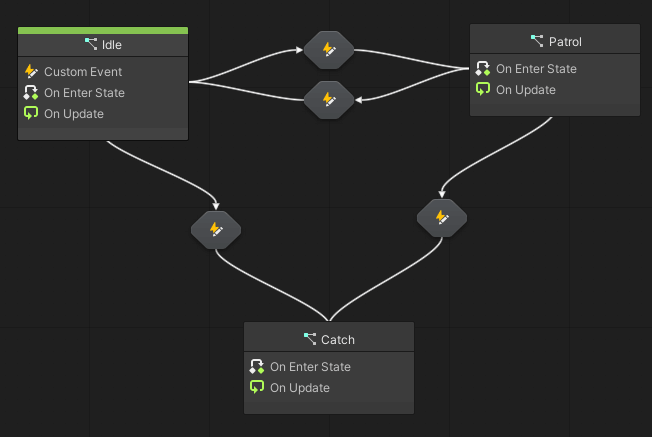 Idle
Custom Event
On Enter State
On Update
Patrol
On Enter State
On Update
Catch
On Enter State
On Update